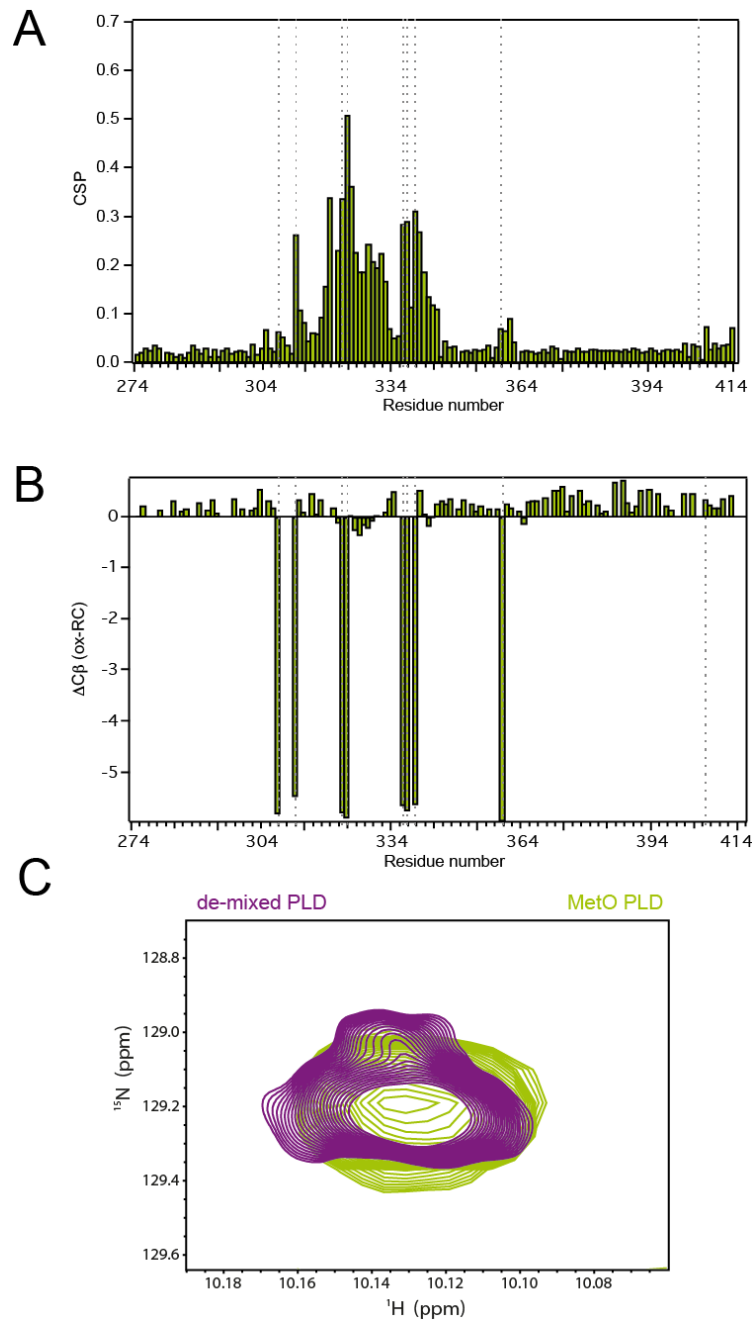 A
0.7
0.6
0.5
0.4
0.3
0.2
0.1
0.0
CSP
274 304 334 364 394 414
Residue number
B
0
-1
-2
-3
-4
-5
ΔCβ (ox-RC)
274 304 334 364 394 414
Residue number
C
de-mixed PLD MetO PLD
128.8
129.0
129.2
129.4
129.6
¹⁵N (ppm)
10.18 10.16 10.14 10.12 10.10 10.08
¹H (ppm)